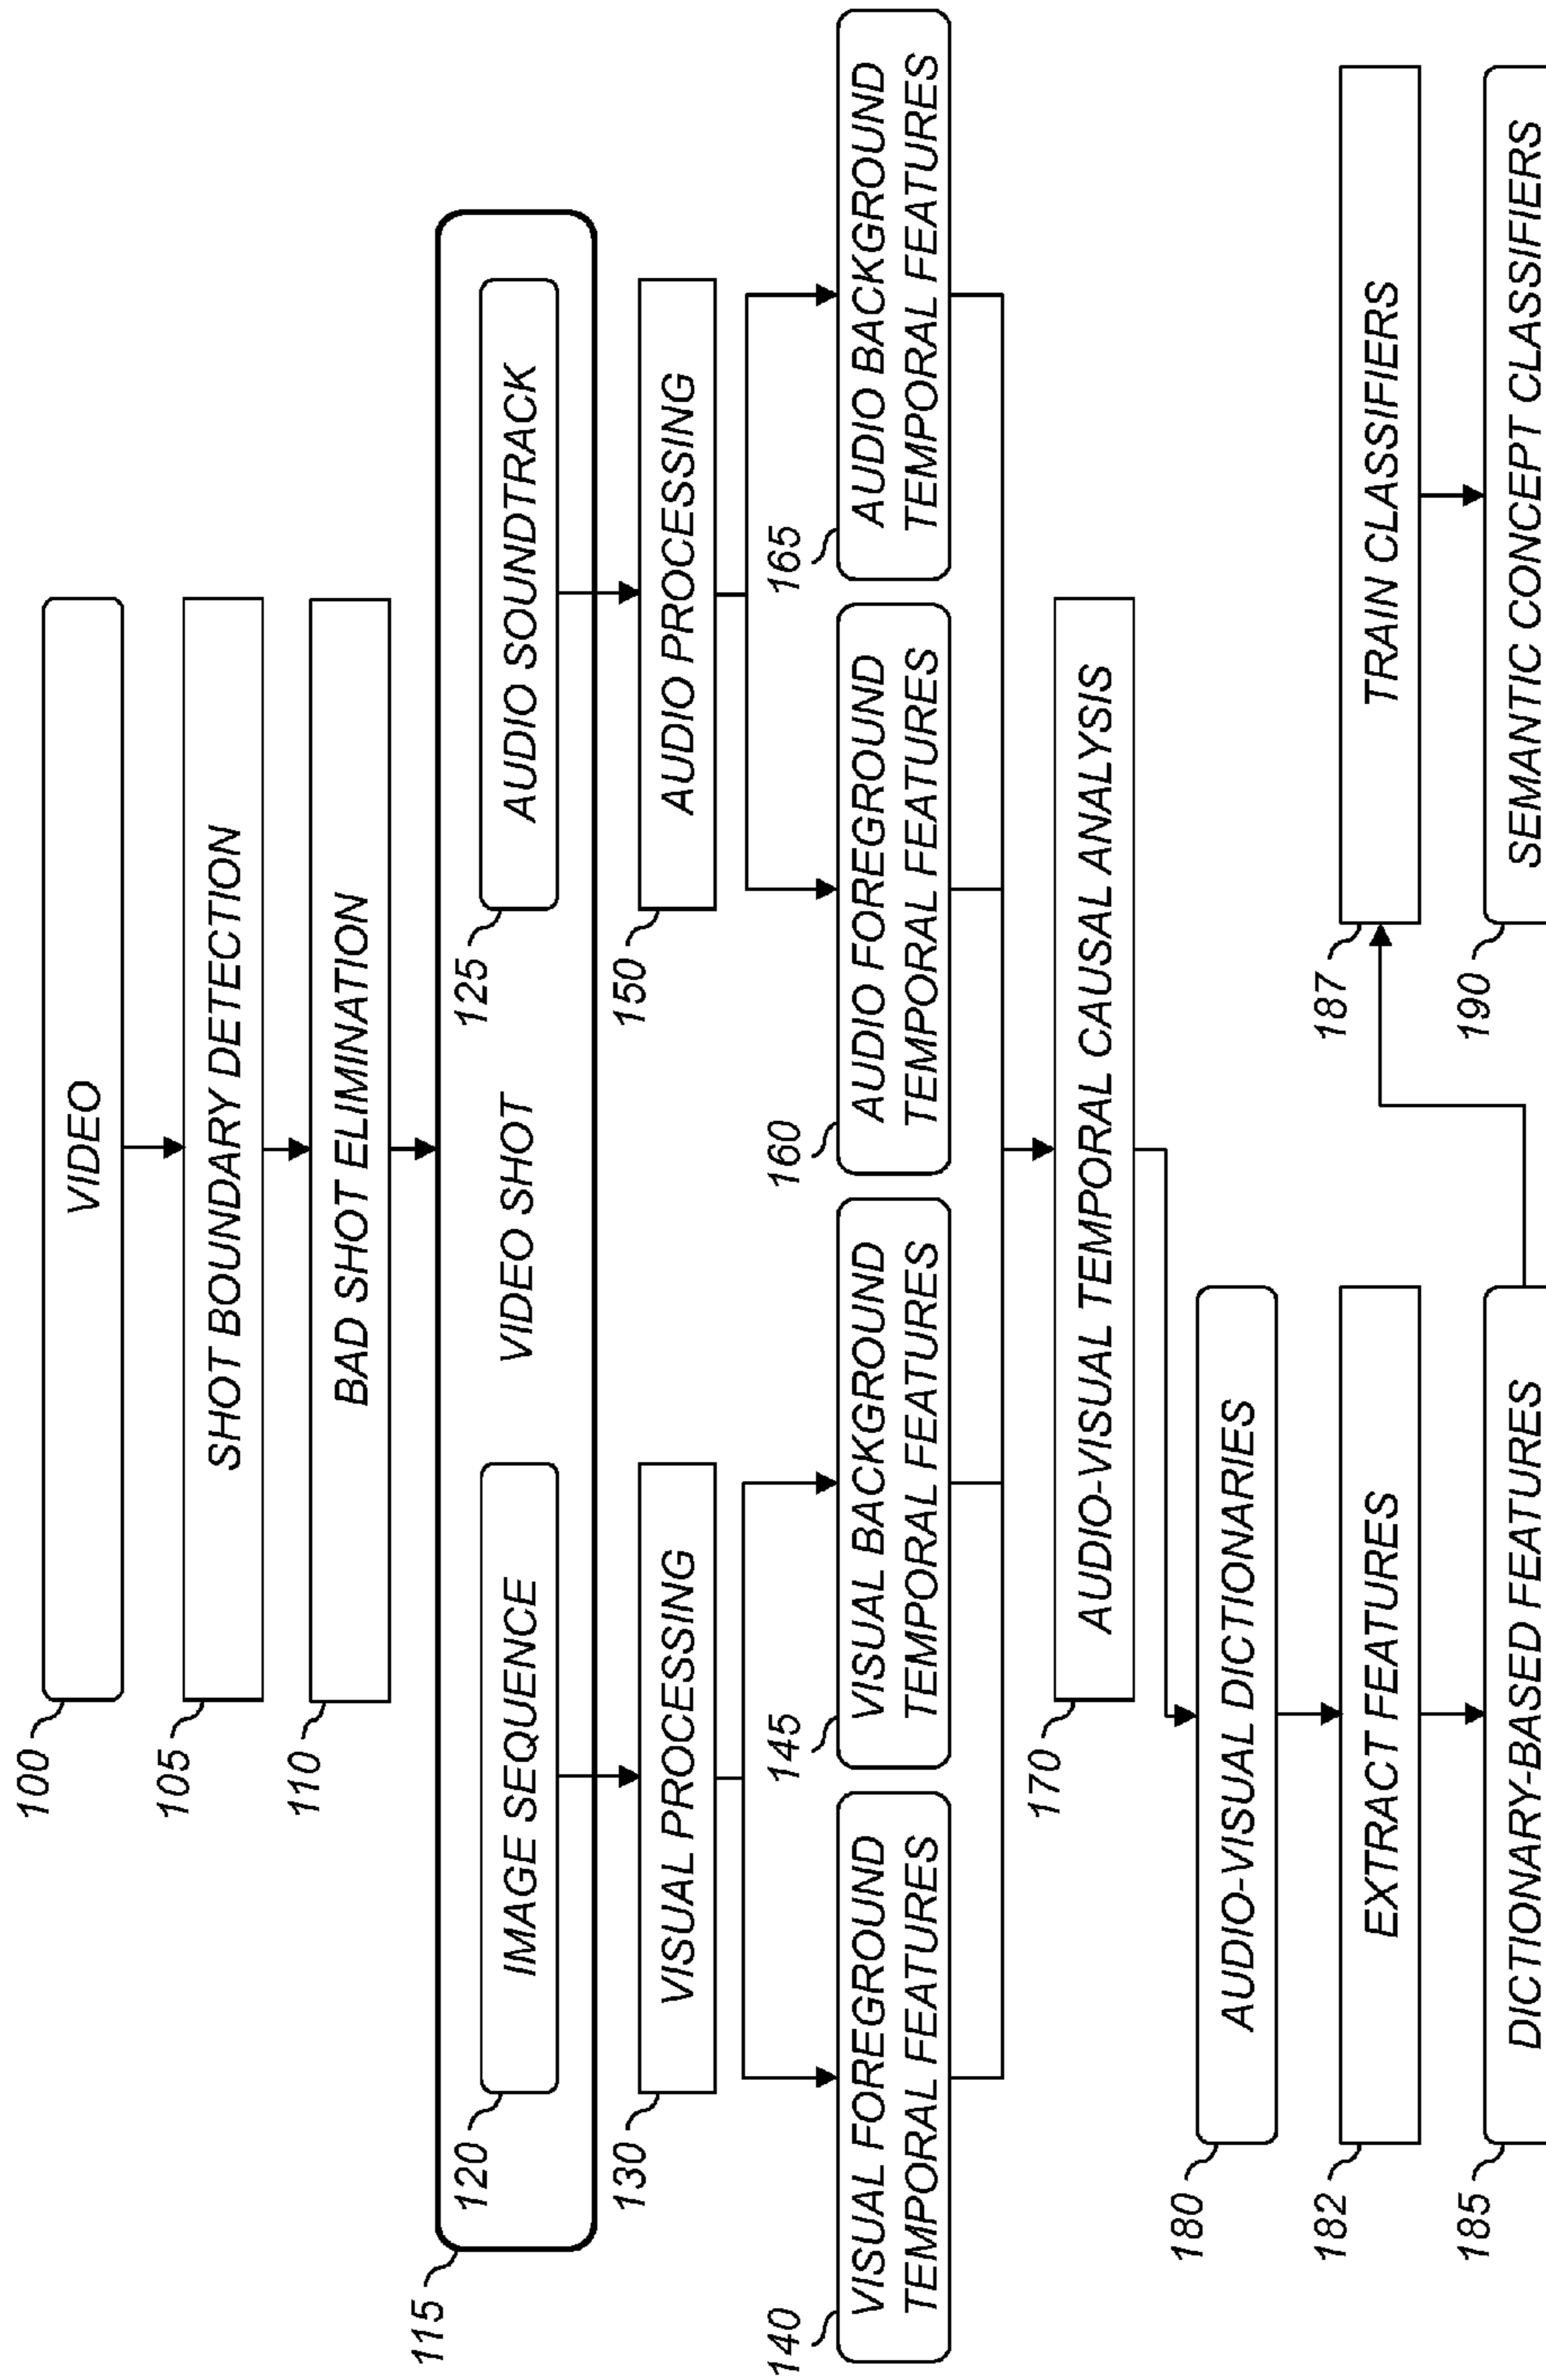 100
VIDEO
105
SHOT BOUNDARY DETECTION
110
BAD SHOT ELIMINATION
115
120
IMAGE SEQUENCE
VIDEO SHOT
125
AUDIO SOUNDTRACK
130
VISUAL PROCESSING
150
AUDIO PROCESSING
140
VISUAL FOREGROUND
TEMPORAL FEATURES
145
VISUAL BACKGROUND
TEMPORAL FEATURES
160
AUDIO FOREGROUND
TEMPORAL FEATURES
165
AUDIO BACKGROUND
TEMPORAL FEATURES
170
AUDIO-VISUAL TEMPORAL CAUSAL ANALYSIS
180
AUDIO-VISUAL DICTIONARIES
182
EXTRACT FEATURES
185
DICTIONARY-BASED FEATURES
187
TRAIN CLASSIFIERS
190
SEMANTIC CONCEPT CLASSIFIERS